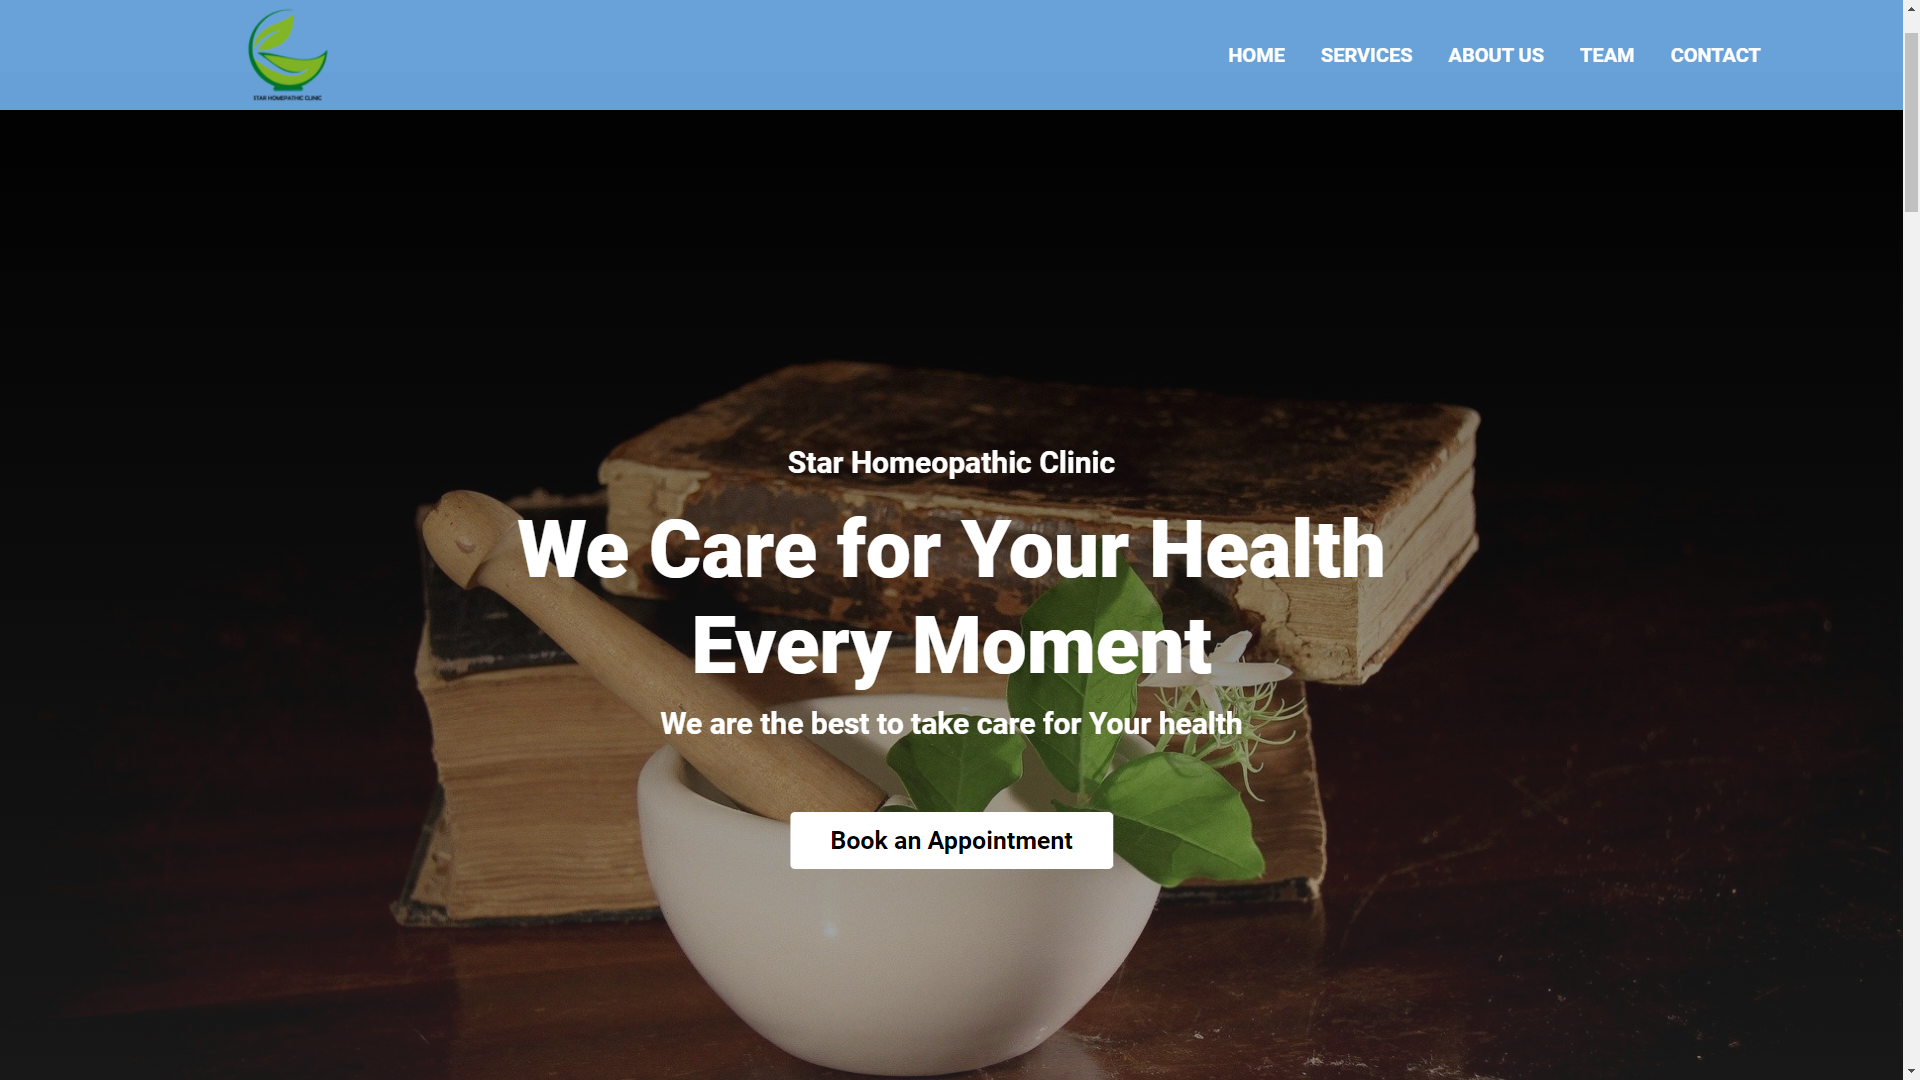 STAR HOMEPATHIC CLINIC
HOME SERVICES ABOUT US TEAM CONTACT
Star Homeopathic Clinic
We Care for Your Health
Every Moment
We are the best to take care for Your health
Book an Appointment